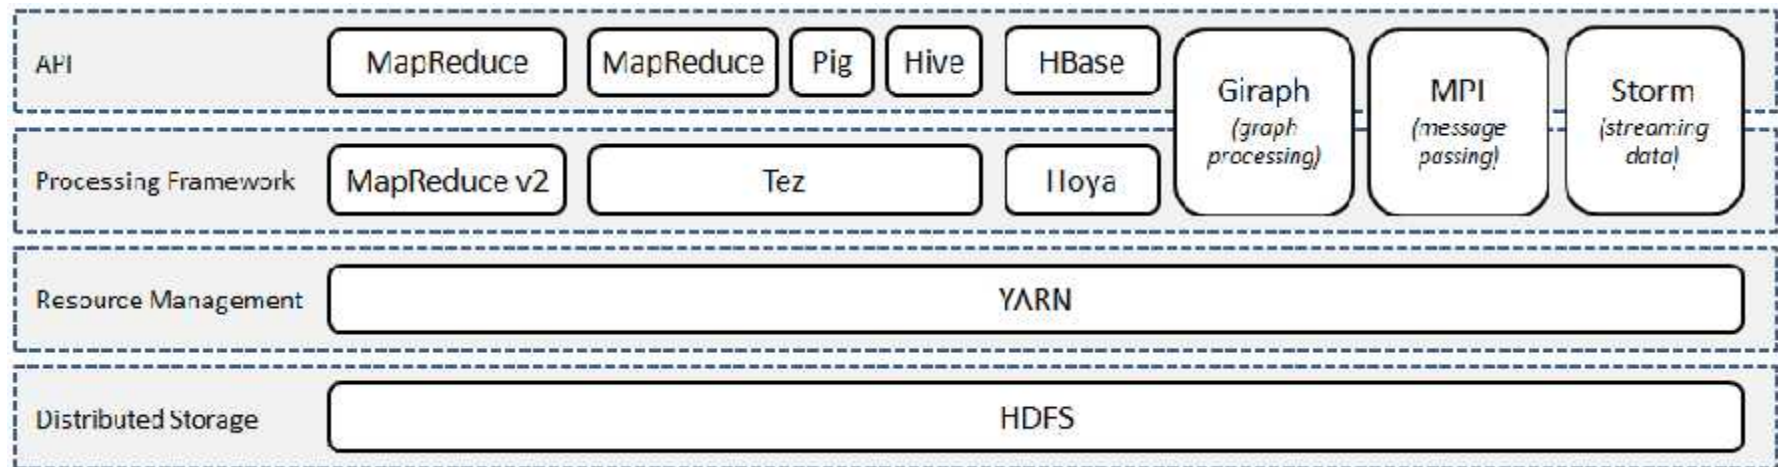 API
MapReduce
MapReduce
Pig
Hive
HBase
Giraph
(graph
processing)
MPI
(message
passing)
Storm
(streaming
data)
Processing Framework
MapReduce v2
Tez
Hoya
Resource Management
YARN
Distributed Storage
HDFS